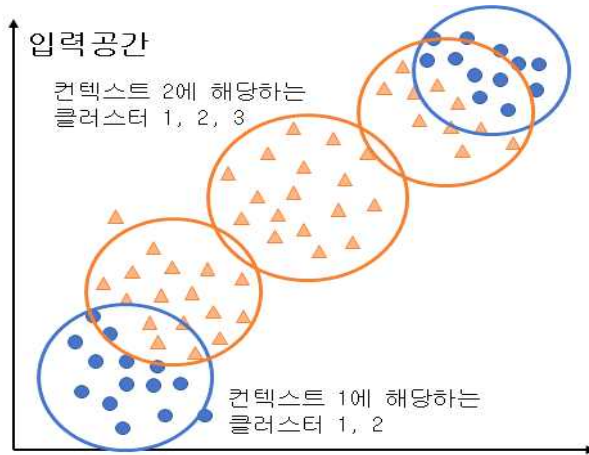 입력공간
컨텍스트 2에 해당하는
클러스터 1, 2, 3
컨텍스트 1에 해당하는
클러스터 1, 2